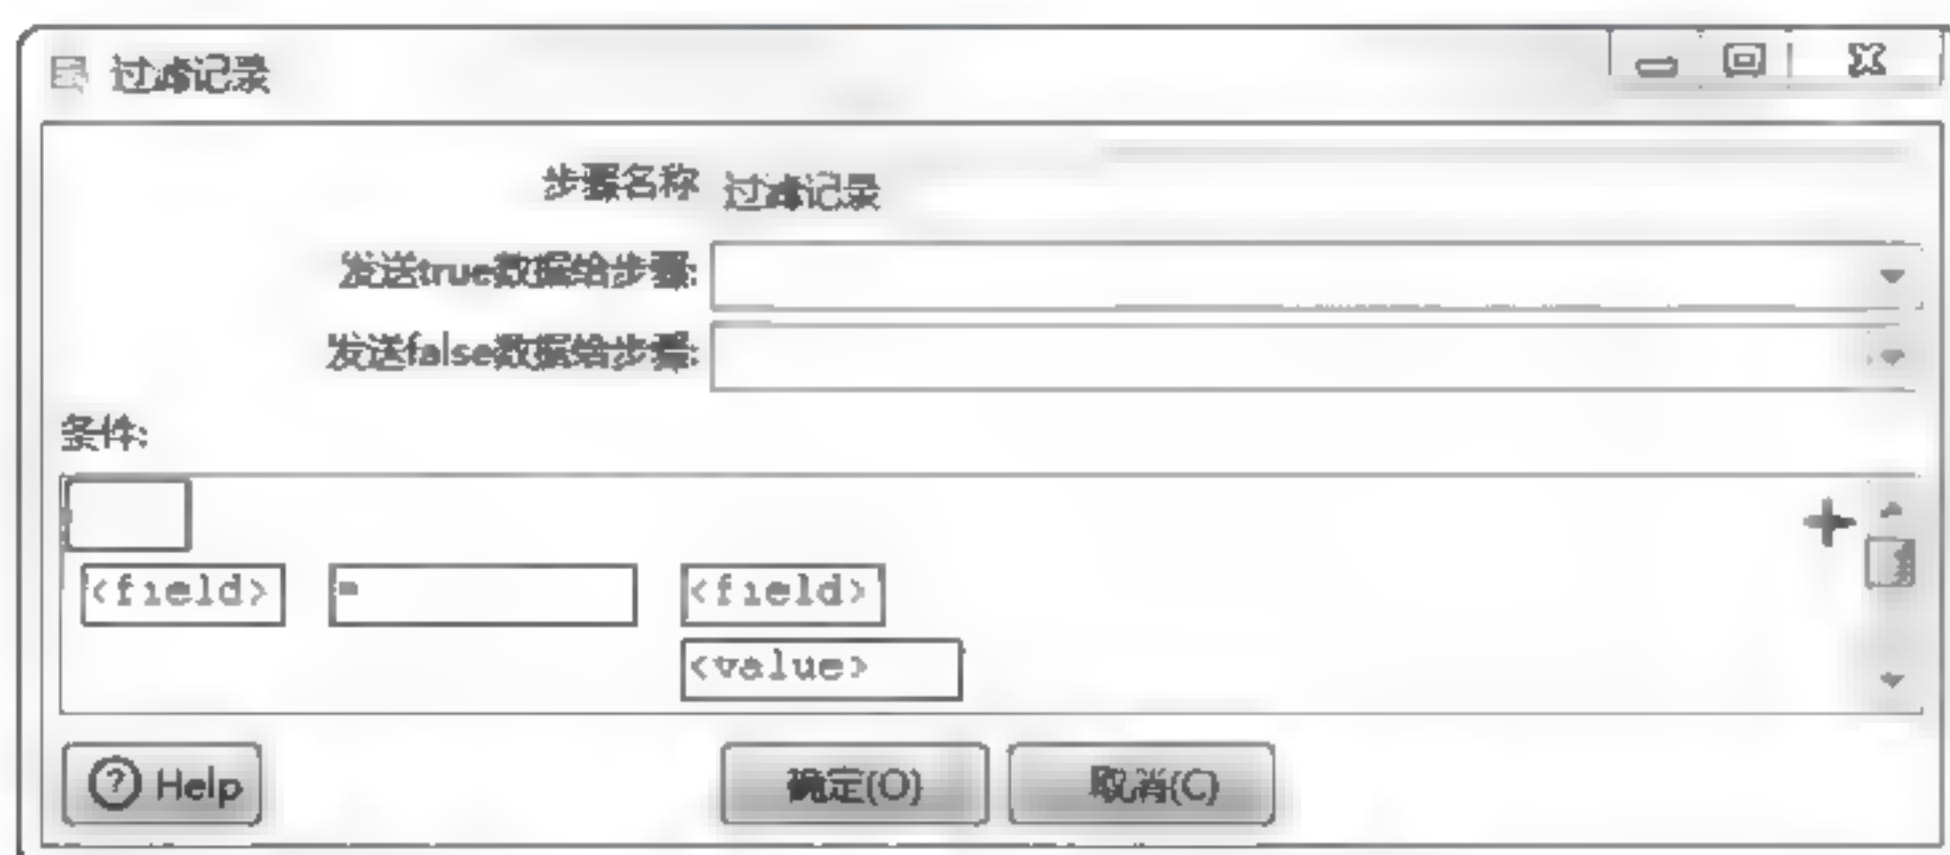 过滤记录
步骤名称 过滤记录
发送true数据给步骤:
发送false数据给步骤:
条件:
<field> = <field>
<value>
Help 确定(O) 取消(C)